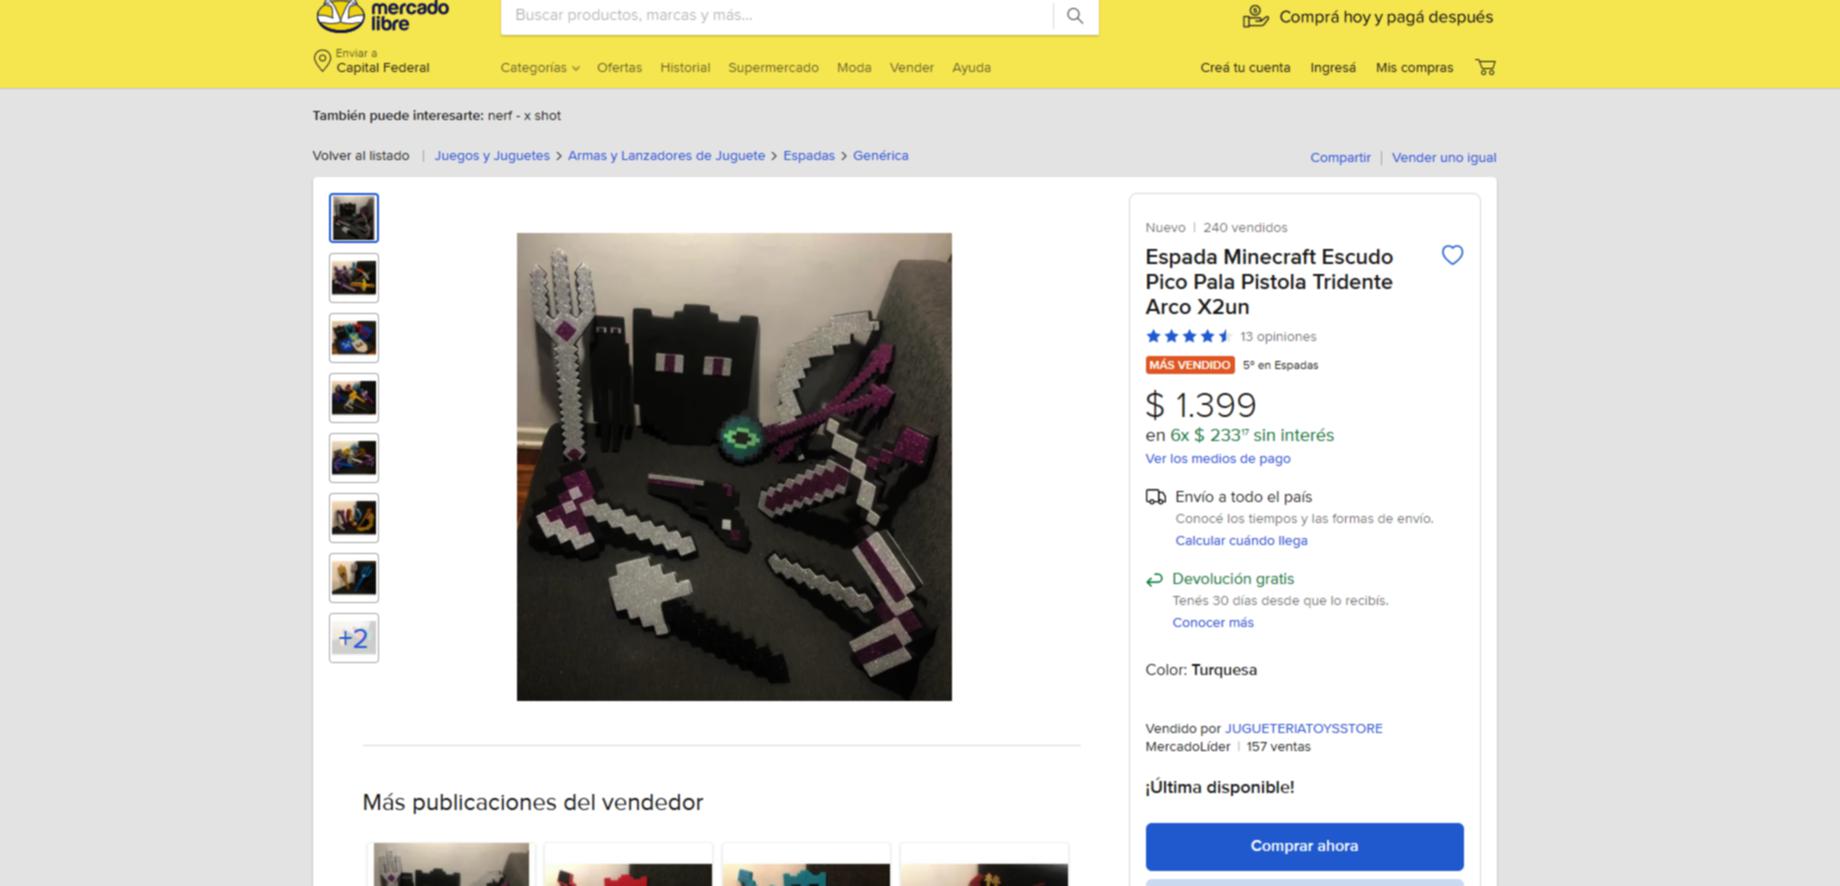 mercado
libre
Buscar productos, marcas y más...
Comprá hoy y pagá después
Enviar a
Capital Federal
Categorías
Ofertas
Historial
Supermercado
Moda
Vender
Ayuda
Creá tu cuenta
Ingresá
Mis compras
También puede interesarte: nerf - x shot
Volver al listado | Juegos y Juguetes > Armas y Lanzadores de Juguete > Espadas > Genérica
Compartir | Vender uno igual
+2
Nuevo | 240 vendidos
Espada Minecraft Escudo
Pico Pala Pistola Tridente
Arco X2un
13 opiniones
MÁS VENDIDO 5º en Espadas
$ 1.399
en 6x $ 233¹⁷ sin interés
Ver los medios de pago
Envío a todo el país
Conocé los tiempos y las formas de envío.
Calcular cuándo llega
Devolución gratis
Tenés 30 días desde que lo recibís.
Conocer más
Color: Turquesa
Vendido por JUGUETERIATOYSSTORE
MercadoLíder | 157 ventas
¡Última disponible!
Comprar ahora
Más publicaciones del vendedor